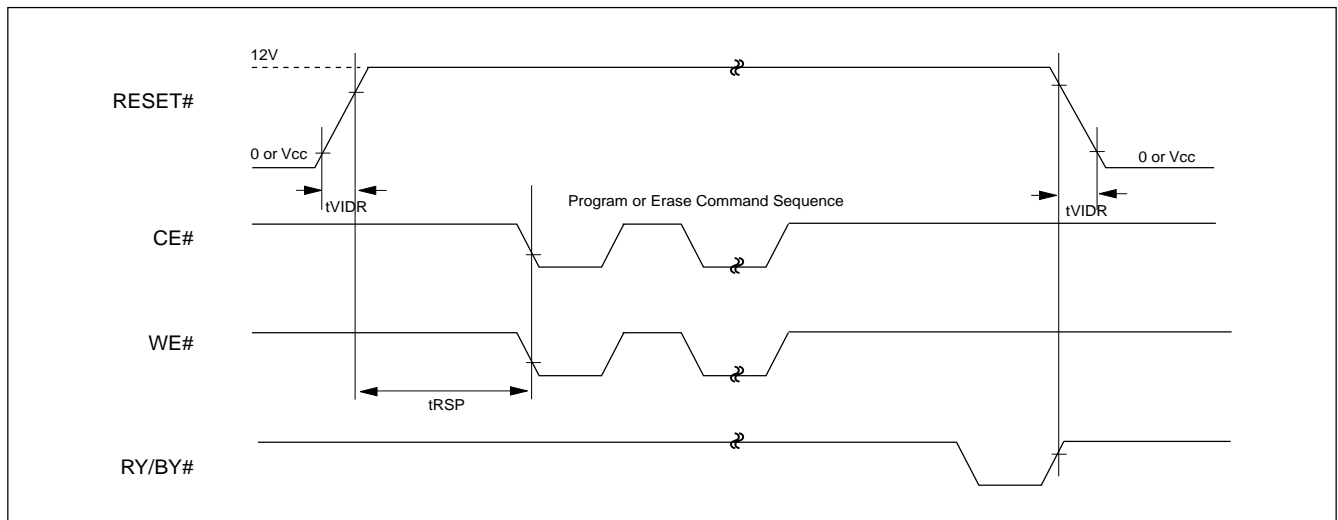 12V
RESET#
0 or Vcc
0 or Vcc
tVIDR
tVIDR
Program or Erase Command Sequence
CE#
WE#
tRSP
RY/BY#